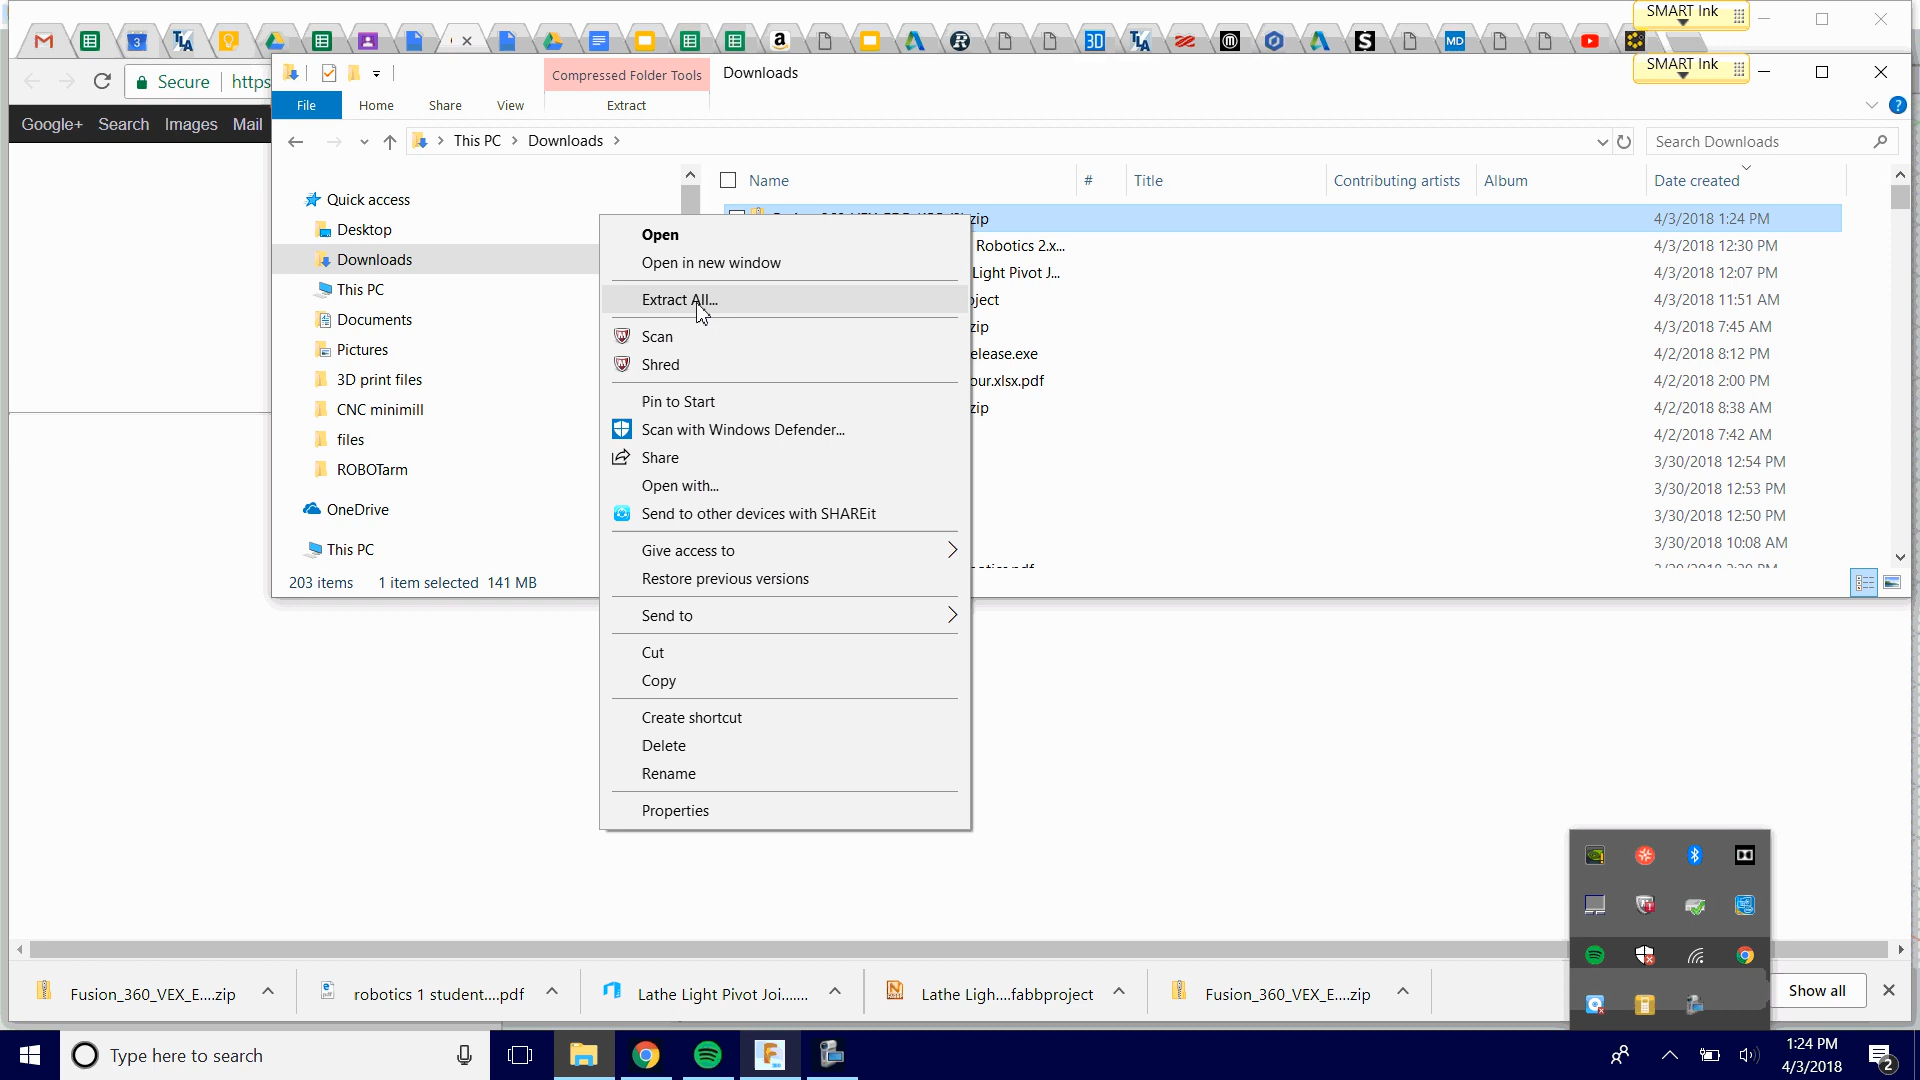 SMART Ink
Secure
https
Google+ Search Images Mail
Compressed Folder Tools
Downloads
SMART Ink
File
Home
Share
View
Extract
This PC
Downloads
Search Downloads
Quick access
Desktop
Downloads
This PC
Documents
Pictures
3D print files
CNC minimill
files
ROBOTarm
OneDrive
This PC
203 items
1 item selected 141 MB
Name
#
Title
Contributing artists
Album
Date created
zip
4/3/2018 1:24 PM
Robotics 2.x...
4/3/2018 12:30 PM
Light Pivot J...
4/3/2018 12:07 PM
oject
4/3/2018 11:51 AM
zip
4/3/2018 7:45 AM
elease.exe
4/2/2018 8:12 PM
our.xlsx.pdf
4/2/2018 2:00 PM
zip
4/2/2018 8:38 AM
4/2/2018 7:42 AM
3/30/2018 12:54 PM
3/30/2018 12:53 PM
3/30/2018 12:50 PM
3/30/2018 10:08 AM
Open
Open in new window
Extract All...
Scan
Shred
Pin to Start
Scan with Windows Defender...
Share
Open with...
Send to other devices with SHAREit
Give access to
Restore previous versions
Send to
Cut
Copy
Create shortcut
Delete
Rename
Properties
Fusion_360_VEX_E....zip
robotics 1 student....pdf
Lathe Light Pivot Joi.......
Lathe Ligh....fabbproject
Fusion_360_VEX_E....zip
Show all
Type here to search
1:24 PM
4/3/2018
2